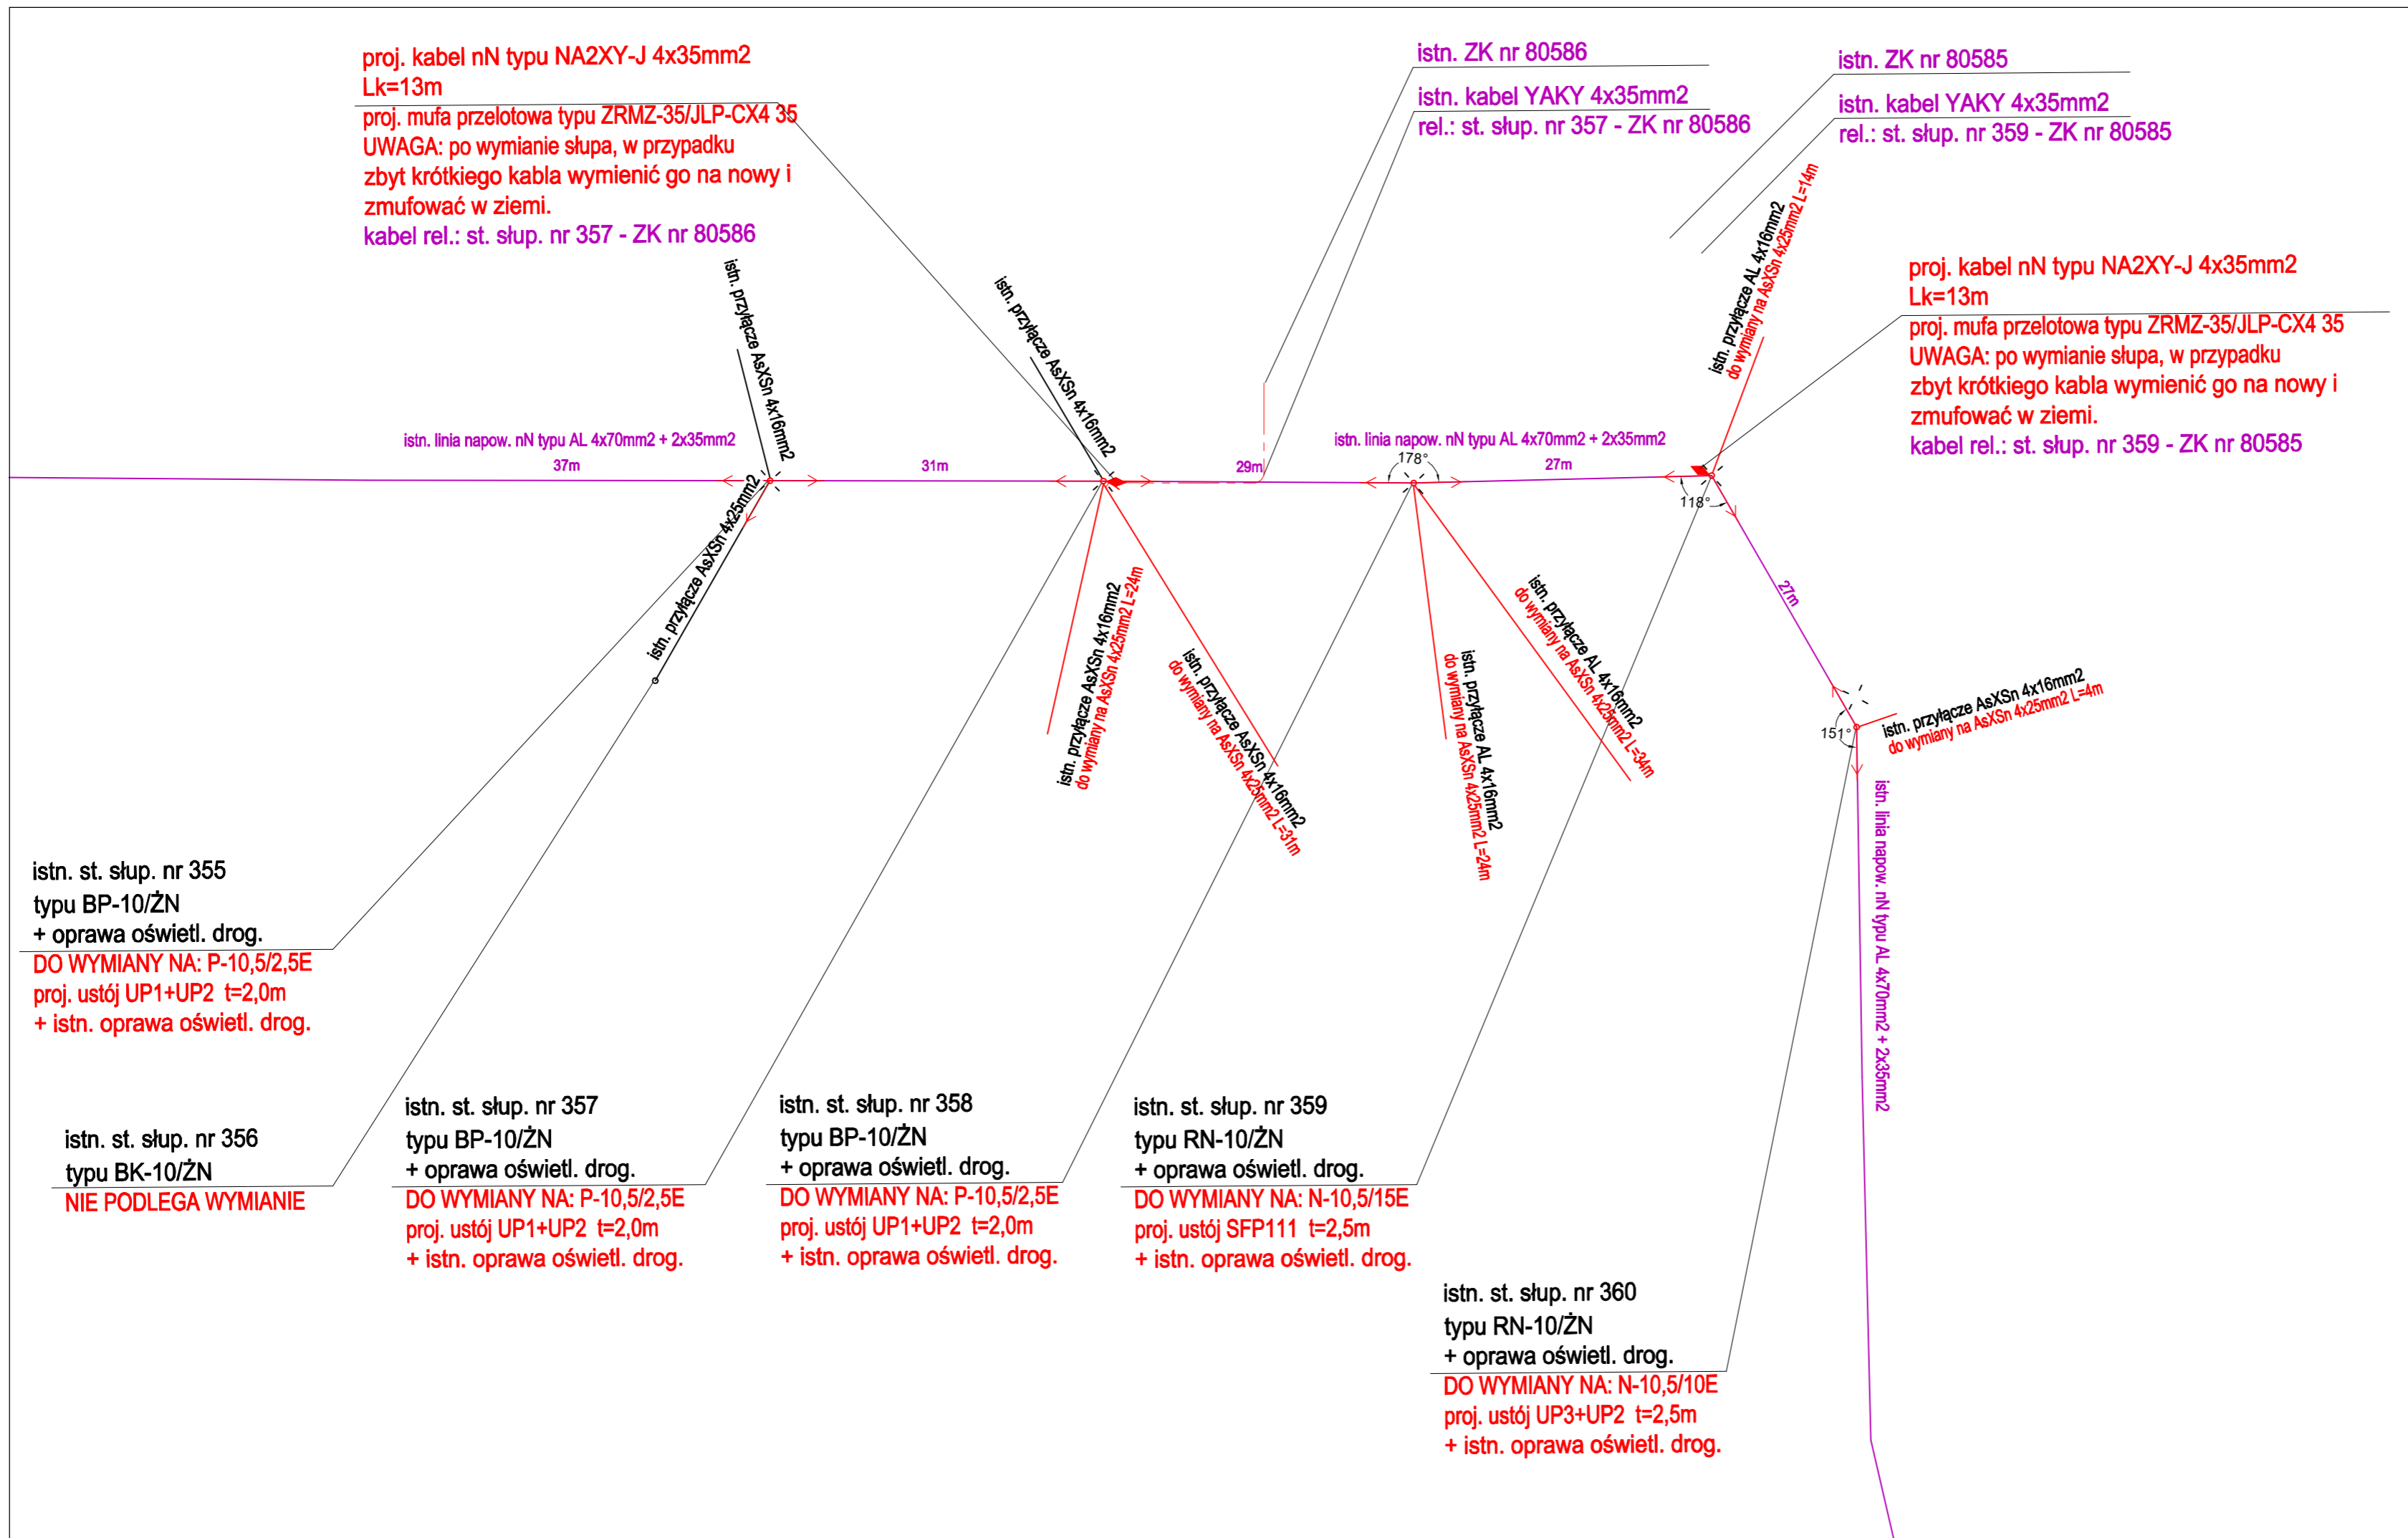 proj. kabel nN typu NA2XY-J 4x35mm2
Lk=13m
proj. mufa przelotowa typu ZRMZ-35/JLP-CX4 35
UWAGA: po wymianie słupa, w przypadku
zbyt krótkiego kabla wymienić go na nowy i
zmufować w ziemi.
kabel rel.: st. słup. nr 357 - ZK nr 80586
istn. ZK nr 80586
istn. kabel YAKY 4x35mm2
rel.: st. słup. nr 357 - ZK nr 80586
istn. ZK nr 80585
istn. kabel YAKY 4x35mm2
rel.: st. słup. nr 359 - ZK nr 80585
proj. kabel nN typu NA2XY-J 4x35mm2
Lk=13m
proj. mufa przelotowa typu ZRMZ-35/JLP-CX4 35
UWAGA: po wymianie słupa, w przypadku
zbyt krótkiego kabla wymienić go na nowy i
zmufować w ziemi.
kabel rel.: st. słup. nr 359 - ZK nr 80585
istn. przyłącze AsXSn 4x16mm2
istn. przyłącze AsXSn 4x16mm2
istn. przyłącze AL 4x16mm2
do wymiany na AsXSn 4x25mm2 L=14m
istn. linia napow. nN typu AL 4x70mm2 + 2x35mm2
37m
31m
29m
istn. linia napow. nN typu AL 4x70mm2 + 2x35mm2
178°
27m
118°
27m
istn. przyłącze AsXSn 4x25mm2
istn. przyłącze AsXSn 4x16mm2
do wymiany na AsXSn 4x25mm2 L=24m
istn. przyłącze AsXSn 4x16mm2
do wymiany na AsXSn 4x25mm2 L=31m
istn. przyłącze AL 4x16mm2
do wymiany na AsXSn 4x25mm2 L=24m
istn. przyłącze AL 4x16mm2
do wymiany na AsXSn 4x25mm2 L=34m
151°
istn. przyłącze AsXSn 4x16mm2
do wymiany na AsXSn 4x25mm2 L=4m
istn. linia napow. nN typu AL 4x70mm2 + 2x35mm2
istn. st. słup. nr 355
typu BP-10/ŻN
+ oprawa oświetl. drog.
DO WYMIANY NA: P-10,5/2,5E
proj. ustój UP1+UP2 t=2,0m
+ istn. oprawa oświetl. drog.
istn. st. słup. nr 356
typu BK-10/ŻN
NIE PODLEGA WYMIANIE
istn. st. słup. nr 357
typu BP-10/ŻN
+ oprawa oświetl. drog.
DO WYMIANY NA: P-10,5/2,5E
proj. ustój UP1+UP2 t=2,0m
+ istn. oprawa oświetl. drog.
istn. st. słup. nr 358
typu BP-10/ŻN
+ oprawa oświetl. drog.
DO WYMIANY NA: P-10,5/2,5E
proj. ustój UP1+UP2 t=2,0m
+ istn. oprawa oświetl. drog.
istn. st. słup. nr 359
typu RN-10/ŻN
+ oprawa oświetl. drog.
DO WYMIANY NA: N-10,5/15E
proj. ustój SFP111 t=2,5m
+ istn. oprawa oświetl. drog.
istn. st. słup. nr 360
typu RN-10/ŻN
+ oprawa oświetl. drog.
DO WYMIANY NA: N-10,5/10E
proj. ustój UP3+UP2 t=2,5m
+ istn. oprawa oświetl. drog.